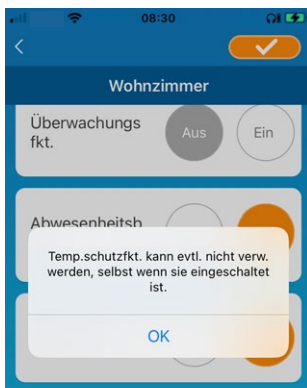 08:30
Wohnzimmer
Überwachungs
fkt.
Aus
Ein
Abwesenheitsb
Temp.schutzfkt. kann evtl. nicht verw.
werden, selbst wenn sie eingeschaltet
ist.
OK